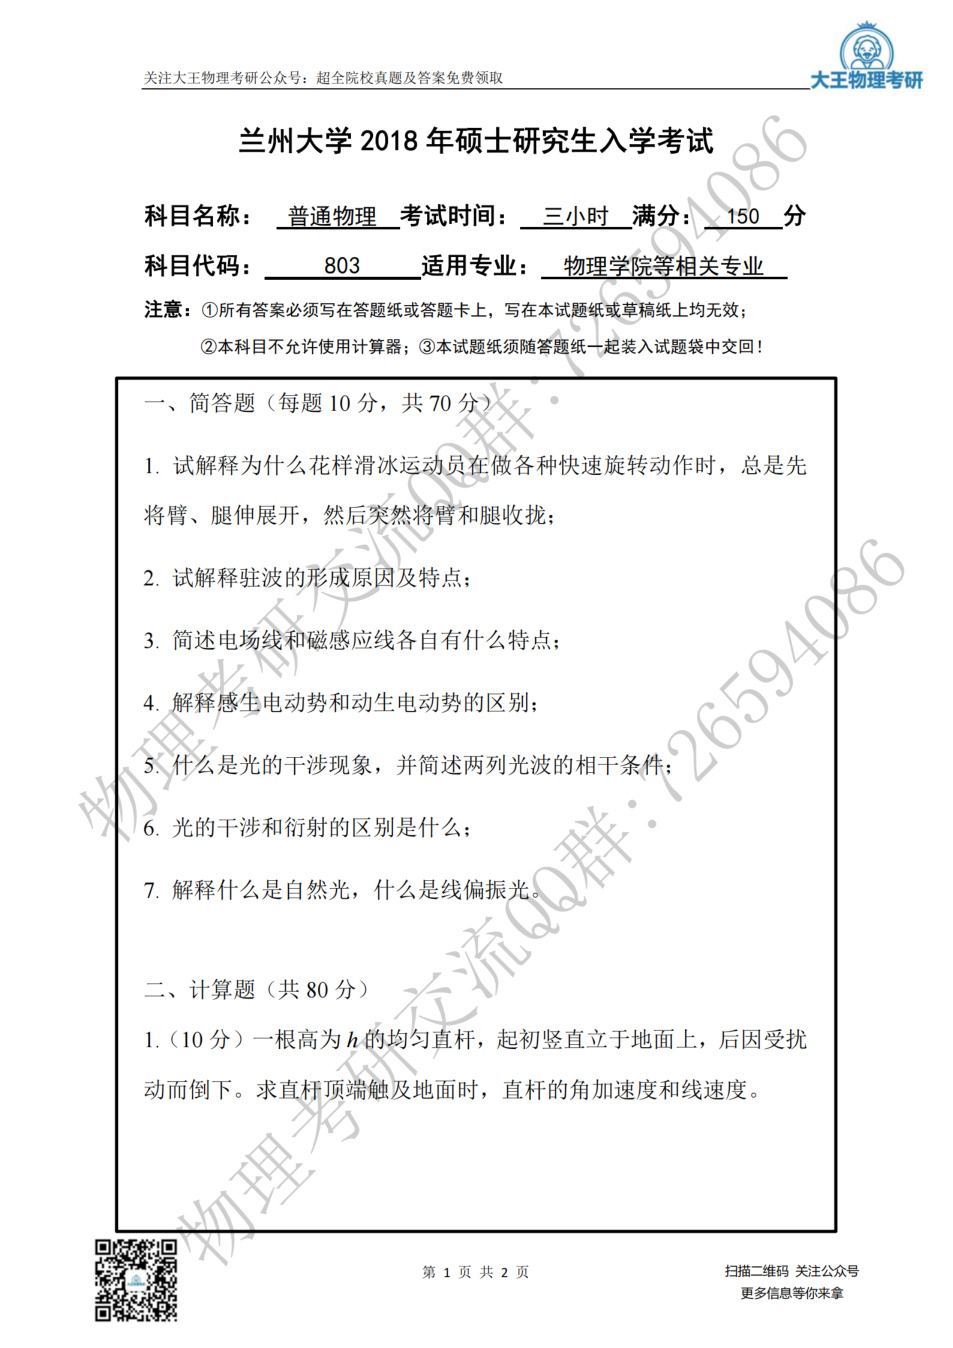 关注大王物理考研公众号：超全院校真题及答案免费领取
大王物理考研
兰州大学 2018 年硕士研究生入学考试
科目名称： 普通物理 考试时间： 三小时 满分： 150 分
科目代码： 803 适用专业： 物理学院等相关专业
注意：①所有答案必须写在答题纸或答题卡上，写在本试题纸或草稿纸上均无效；
②本科目不允许使用计算器；③本试题纸须随答题纸一起装入试题袋中交回！
一、简答题（每题 10 分，共 70 分）
1. 试解释为什么花样滑冰运动员在做各种快速旋转动作时，总是先
将臂、腿伸展开，然后突然将臂和腿收拢；
2. 试解释驻波的形成原因及特点；
3. 简述电场线和磁感应线各自有什么特点；
4. 解释感生电动势和动生电动势的区别；
5. 什么是光的干涉现象，并简述两列光波的相干条件；
6. 光的干涉和衍射的区别是什么；
7. 解释什么是自然光，什么是线偏振光。
二、计算题（共 80 分）
1.（10 分）一根高为 h 的均匀直杆，起初竖直立于地面上，后因受扰
动而倒下。求直杆顶端触及地面时，直杆的角加速度和线速度。
物理考研交流QQ群:726594086
物理考研交流QQ群:726594086
大王物理考研
第 1 页 共 2 页
扫描二维码 关注公众号
更多信息等你来拿